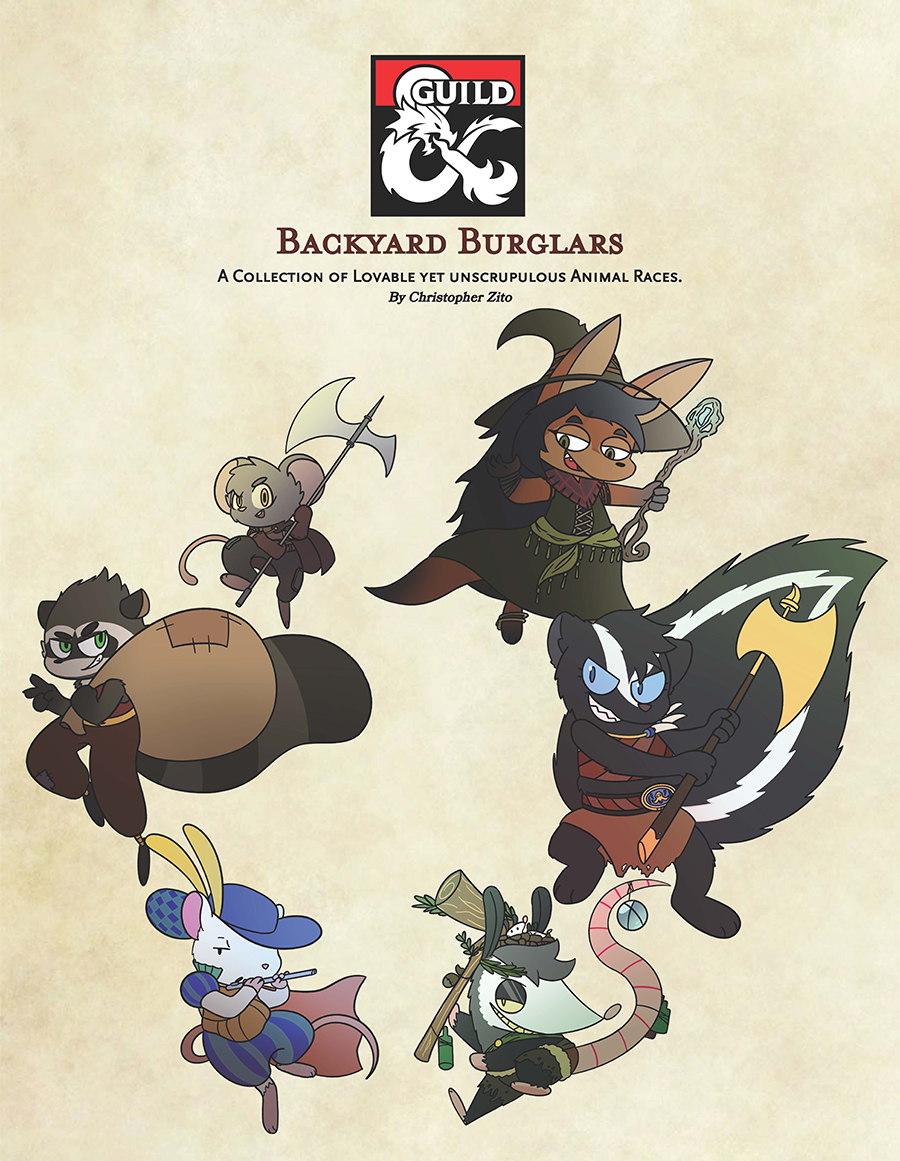 GUILD
Backyard Burglars
A Collection of Lovable yet unscrupulous Animal Races.
By Christopher Zito